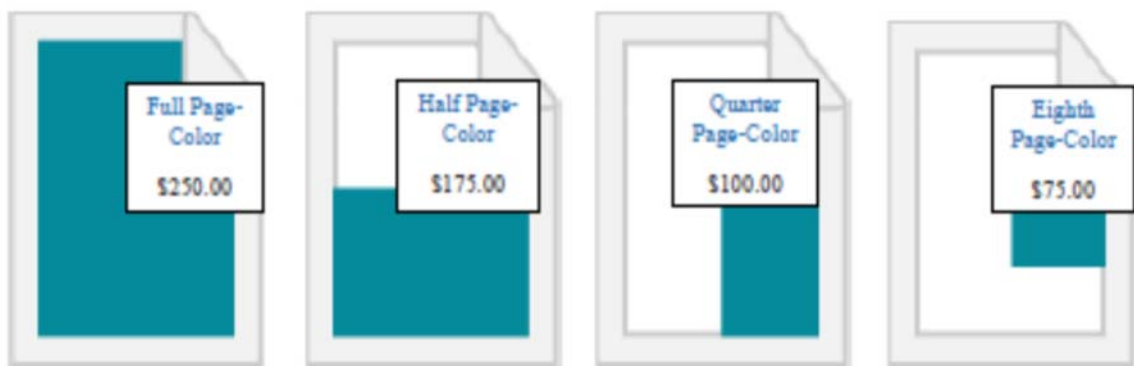 Full Page-
Color
$250.00
Half Page-
Color
$175.00
Quarter
Page-Color
$100.00
Eighth
Page-Color
$75.00